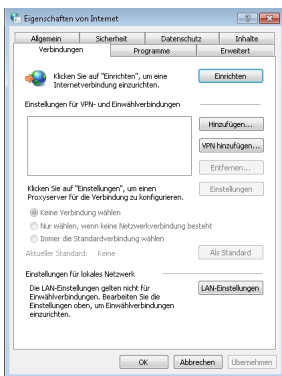 Eigenschaften von Internet
Allgemein Sicherheit Datenschutz Inhalte
Verbindungen Programme Erweitert
Klicken Sie auf "Einrichten", um eine
Internetverbindung einzurichten.
Einrichten
Einstellungen für VPN- und Einwählverbindungen
Hinzufügen...
VPN hinzufügen...
Entfernen...
Klicken Sie auf "Einstellungen", um einen
Proxyserver für die Verbindung zu konfigurieren.
Einstellungen
Keine Verbindung wählen
Nur wählen, wenn keine Netzwerkverbindung besteht
Immer die Standardverbindung wählen
Aktueller Standard: Keine
Als Standard
Einstellungen für lokales Netzwerk
Die LAN-Einstellungen gelten nicht für
Einwählverbindungen. Bearbeiten Sie die
Einstellungen oben, um Einwählverbindungen
einzurichten.
LAN-Einstellungen
OK Abbrechen Übernehmen